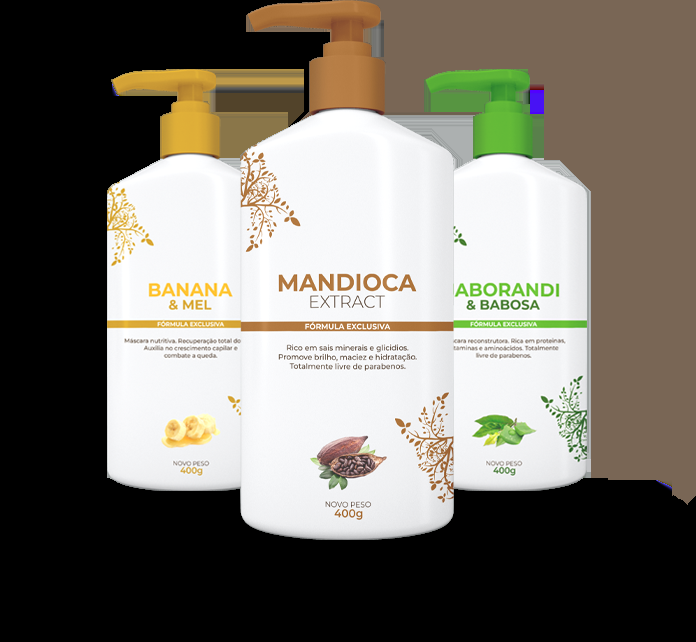 BANANA
& MEL
FÓRMULA EXCLUSIVA
Máscara nutritiva. Recuperação total do
Auxilia no crescimento capilar e
combate a queda.
NOVO PESO
400g
MANDIOCA
EXTRACT
FÓRMULA EXCLUSIVA
Rico em sais minerais e glicidios.
Promove brilho, maciez e hidratação.
Totalmente livre de parabenos.
NOVO PESO
400g
ABORANDI
& BABOSA
FÓRMULA EXCLUSIVA
cara reconstrutora. Rica em proteínas,
taminas e aminoácidos. Totalmente
livre de parabenos.
NOVO PESO
400g